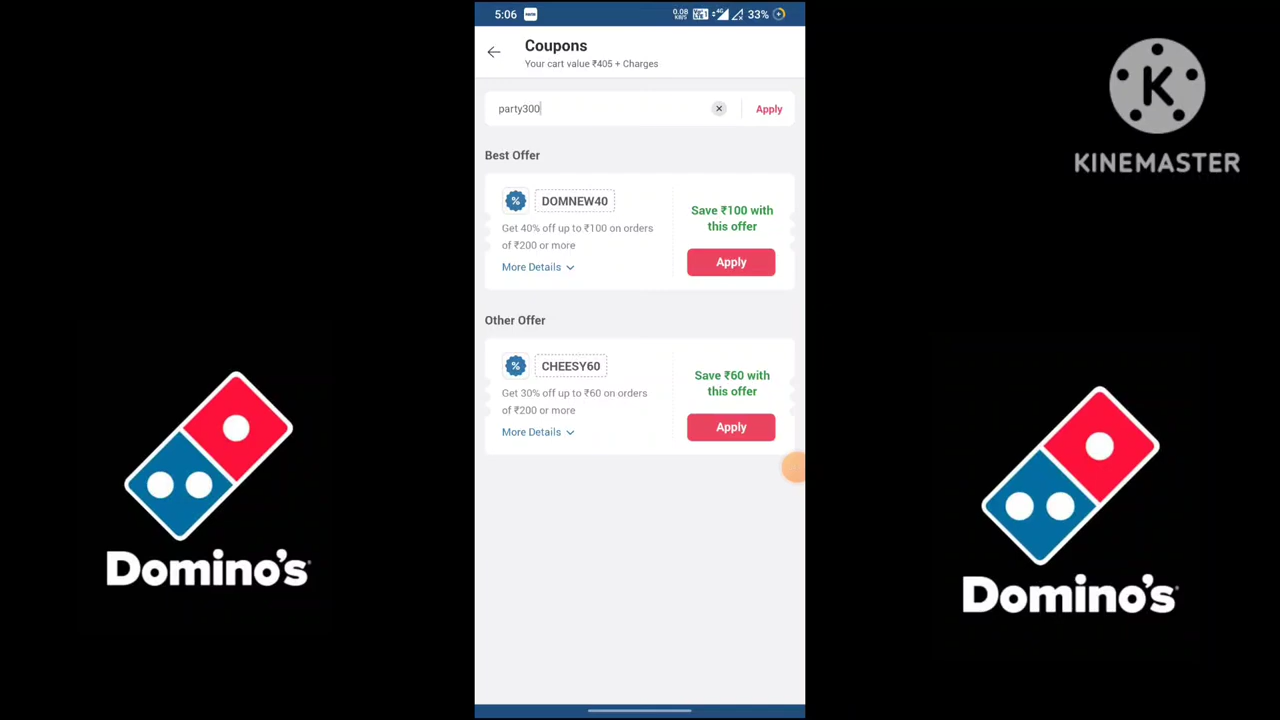 5:06
33%
Coupons
Your cart value ₹405 + Charges
party300
Apply
Best Offer
DOMNEW40
Get 40% off up to ₹100 on orders
of ₹200 or more
More Details
Save ₹100 with
this offer
Apply
Other Offer
CHEESY60
Get 30% off up to ₹60 on orders
of ₹200 or more
More Details
Save ₹60 with
this offer
Apply
K
KINEMASTER
Domino's
Domino's